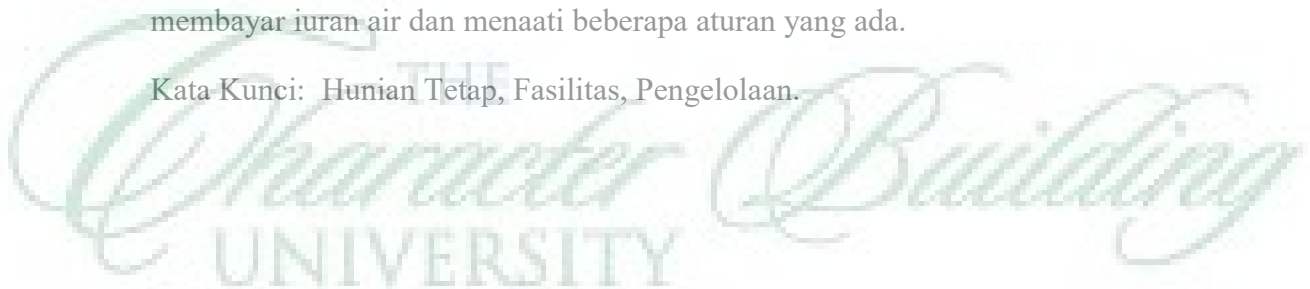 membayar iuran air dan menaati beberapa aturan yang ada.
Kata Kunci: Hunian Tetap, Fasilitas, Pengelolaan.
THE
Character Building
UNIVERSITY